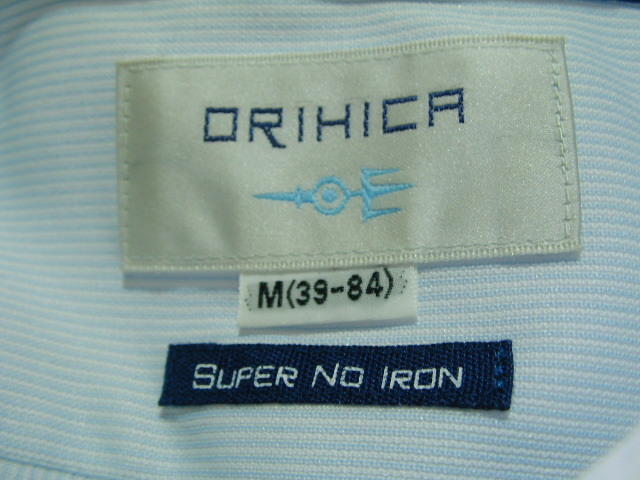 ORIHICA
M(39-84)
SUPER NO IRON